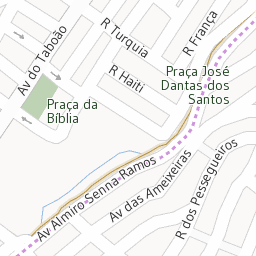 R Turquia
R França
Av do Taboão
R Haiti
Praça José
Dantas dos
Santos
Praça da
Bíblia
Av Almiro Senna Ramos
Av das Ameixeiras
R dos Pessegueiros